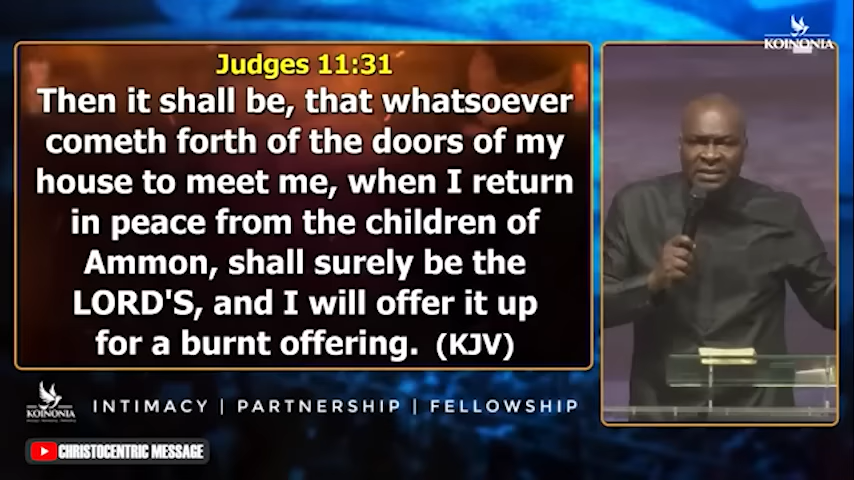 Judges 11:31
Then it shall be, that whatsoever
cometh forth of the doors of my
house to meet me, when I return
in peace from the children of
Ammon, shall surely be the
LORD'S, and I will offer it up
for a burnt offering. (KJV)
KOINONIA
KOINONIA
INTIMACY | PARTNERSHIP | FELLOWSHIP
CHRISTOCENTRIC MESSAGE